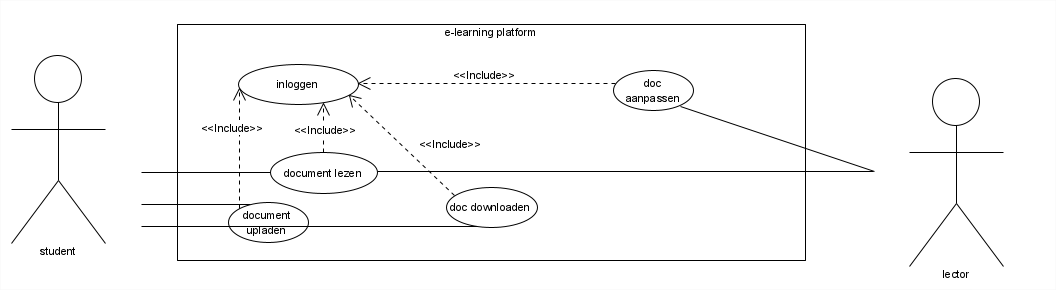 e-learning platform
inloggen
<<Include>>
doc
aanpassen
<<Include>>
<<Include>>
<<Include>>
document lezen
doc downloaden
document
upladen
student
lector